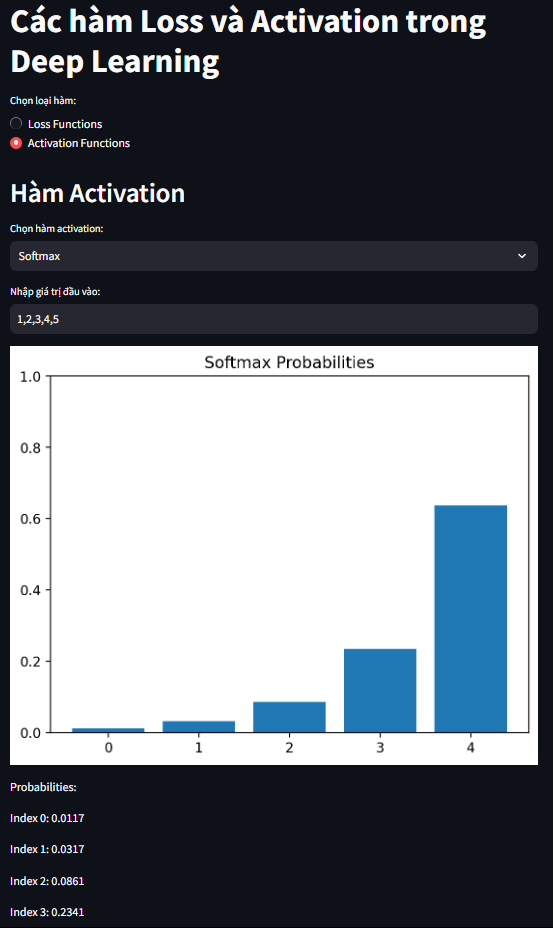 Các hàm Loss và Activation trong
Deep Learning
Chọn loại hàm:
Loss Functions
Activation Functions
Hàm Activation
Chọn hàm activation:
Softmax
Nhập giá trị đầu vào:
1,2,3,4,5
Softmax Probabilities
1.0
0.8
0.6
0.4
0.2
0.0
0 1 2 3 4
Probabilities:
Index 0: 0.0117
Index 1: 0.0317
Index 2: 0.0861
Index 3: 0.2341